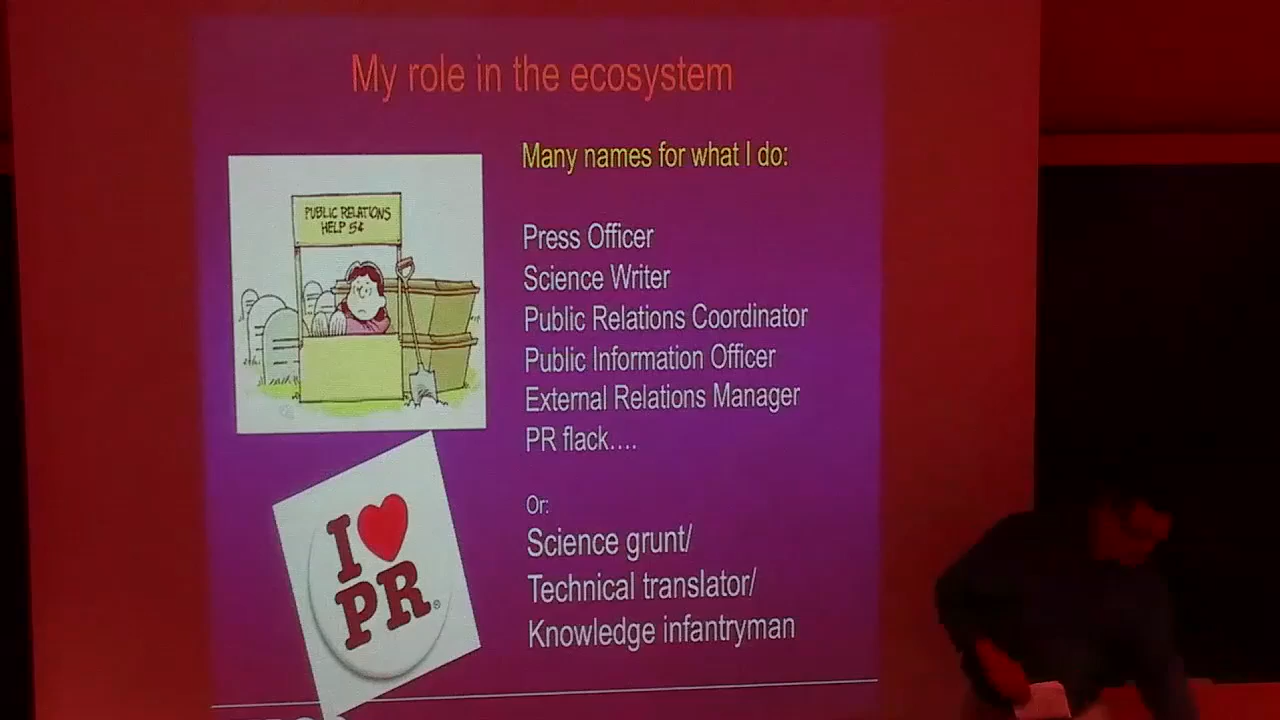 My role in the ecosystem
Many names for what I do:
PUBLIC RELATIONS
HELP 5¢
Press Officer
Science Writer
Public Relations Coordinator
Public Information Officer
External Relations Manager
PR flack....
Or:
Science grunt/
Technical translator/
Knowledge infantryman
I
PR®